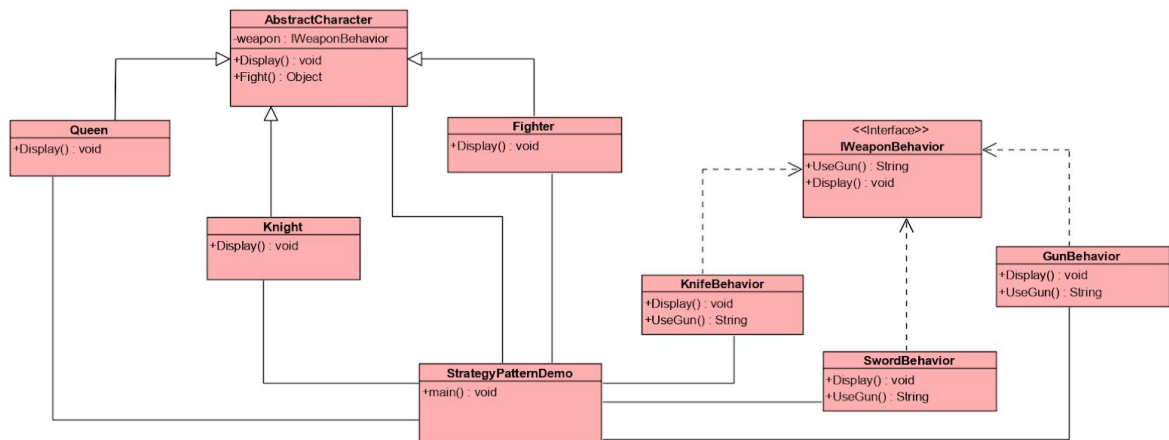 AbstractCharacter
-weapon : IWeaponBehavior
+Display() : void
+Fight() : Object
Queen
+Display() : void
Fighter
+Display() : void
<<Interface>>
IWeaponBehavior
+UseGun() : String
+Display() : void
Knight
+Display() : void
GunBehavior
+Display() : void
+UseGun() : String
KnifeBehavior
+Display() : void
+UseGun() : String
SwordBehavior
+Display() : void
+UseGun() : String
StrategyPatternDemo
+main() : void